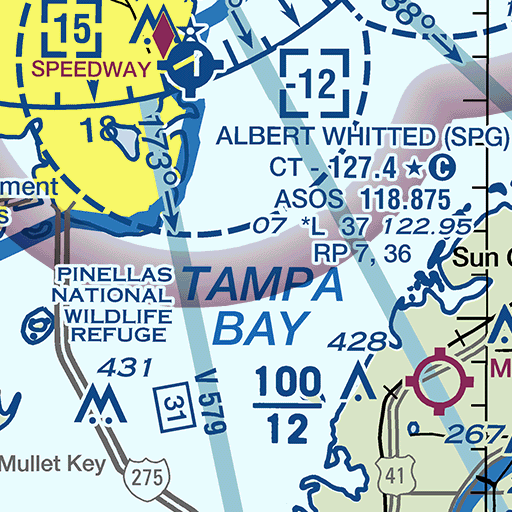 15
SPEEDWAY
-12
18
173°
88°
ALBERT WHITTED (SPG)
CT - 127.4 ★ C
ASOS 118.875
07 *L 37 122.95
RP 7, 36
ment
s
Sun
PINELLAS
NATIONAL
WILDLIFE
REFUGE
TAMPA
BAY
431
428
31
V 579
100
12
M
267
Mullet Key
275
41